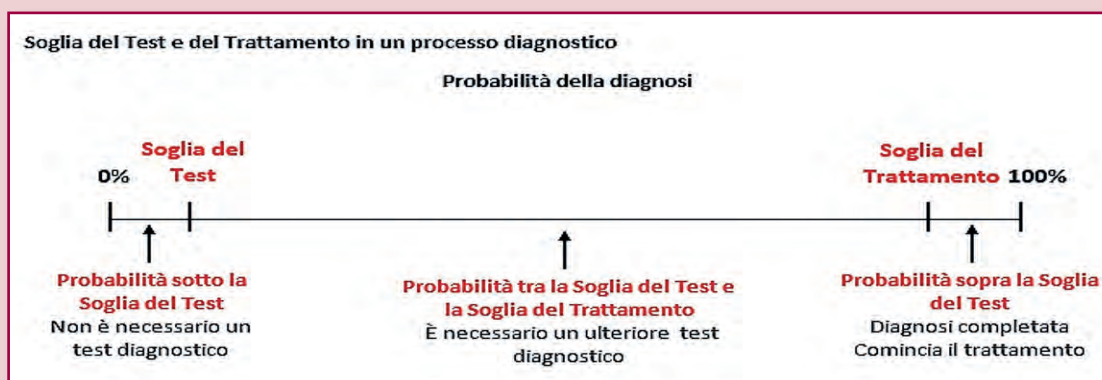 Soglia del Test e del Trattamento in un processo diagnostico
Probabilità della diagnosi
0%
Soglia del
Test
Soglia del
Trattamento
100%
Probabilità sotto la
Soglia del Test
Non è necessario un
test diagnostico
Probabilità tra la Soglia del Test e
la Soglia del Trattamento
È necessario un ulteriore test
diagnostico
Probabilità sopra la Soglia
del Test
Diagnosi completata
Comincia il trattamento